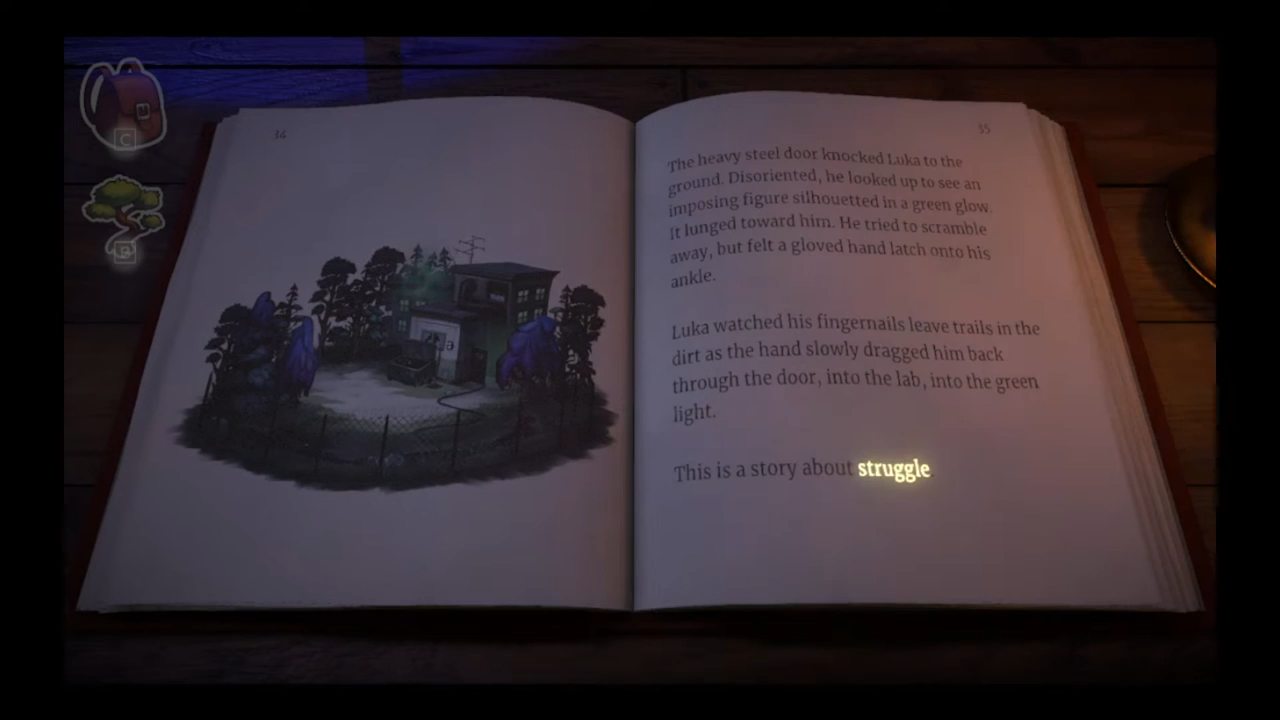 34
35
The heavy steel door knocked Luka to the
ground. Disoriented, he looked up to see an
imposing figure silhouetted in a green glow.
It lunged toward him. He tried to scramble
away, but felt a gloved hand latch onto his
ankle.
Luka watched his fingernails leave trails in the
dirt as the hand slowly dragged him back
through the door, into the lab, into the green
light.
This is a story about struggle
C